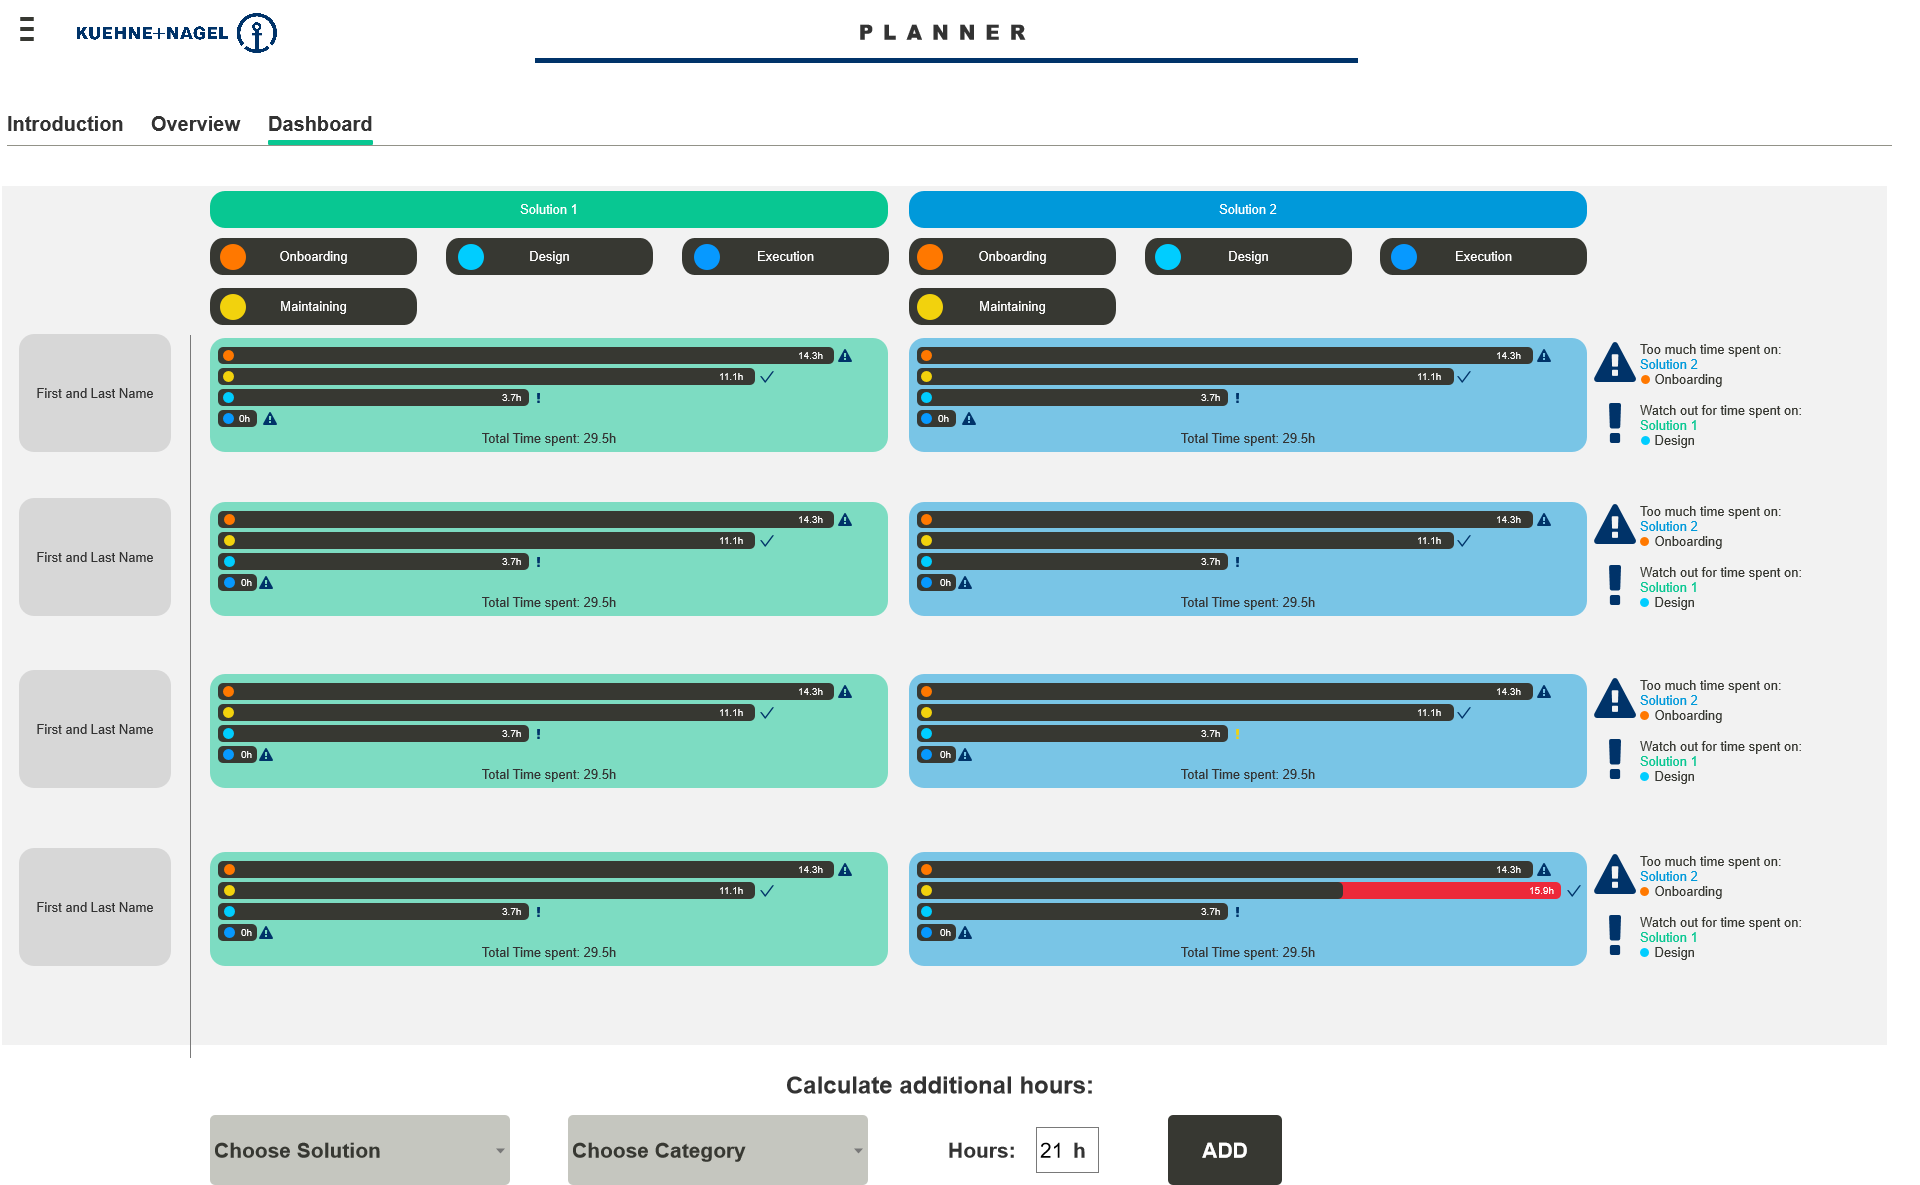 KUEHNE+NAGEL
PLANNER
Introduction Overview Dashboard
Solution 1 Solution 2
Onboarding Design Execution Onboarding Design Execution
Maintaining Maintaining
First and Last Name
14.3h
11.1h
3.7h
0h
Total Time spent: 29.5h
14.3h
11.1h
3.7h
0h
Total Time spent: 29.5h
Too much time spent on:
Solution 2
Onboarding
Watch out for time spent on:
Solution 1
Design
First and Last Name
14.3h
11.1h
3.7h
0h
Total Time spent: 29.5h
14.3h
11.1h
3.7h
0h
Total Time spent: 29.5h
Too much time spent on:
Solution 2
Onboarding
Watch out for time spent on:
Solution 1
Design
First and Last Name
14.3h
11.1h
3.7h
0h
Total Time spent: 29.5h
14.3h
11.1h
3.7h
0h
Total Time spent: 29.5h
Too much time spent on:
Solution 2
Onboarding
Watch out for time spent on:
Solution 1
Design
First and Last Name
14.3h
11.1h
3.7h
0h
Total Time spent: 29.5h
14.3h
15.9h
3.7h
0h
Total Time spent: 29.5h
Too much time spent on:
Solution 2
Onboarding
Watch out for time spent on:
Solution 1
Design
Calculate additional hours:
Choose Solution Choose Category Hours: 21 h ADD